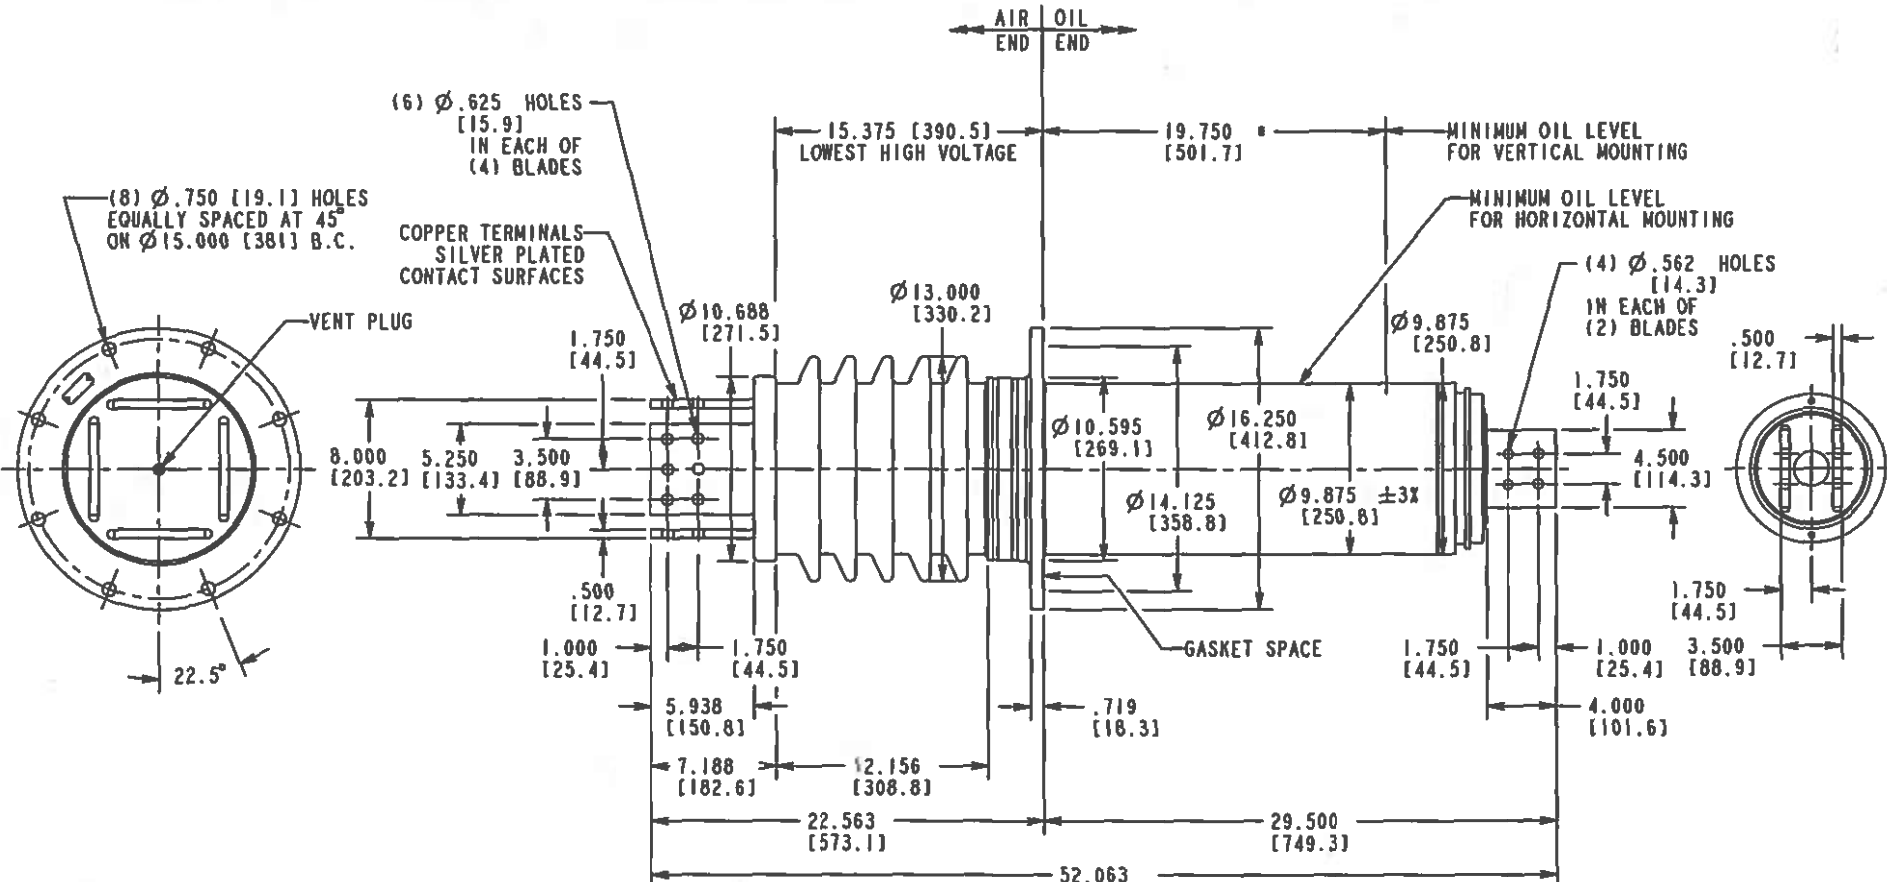 AIR OIL
END END
(6) Ø.625 HOLES
[15.9]
IN EACH OF
(4) BLADES
15.375 [390.5]
LOWEST HIGH VOLTAGE
19.750 *
[501.7]
MINIMUM OIL LEVEL
FOR VERTICAL MOUNTING
(8) Ø.750 [19.1] HOLES
EQUALLY SPACED AT 45°
ON Ø15.000 [381] B.C.
COPPER TERMINALS
SILVER PLATED
CONTACT SURFACES
MINIMUM OIL LEVEL
FOR HORIZONTAL MOUNTING
(4) Ø.562 HOLES
[14.3]
IN EACH OF
(2) BLADES
VENT PLUG
1.750
[44.5]
Ø10.688
[271.5]
Ø13.000
[330.2]
Ø9.875
[250.8]
.500
[12.7]
1.750
[44.5]
8.000
[203.2]
5.250
[133.4]
3.500
[88.9]
Ø10.595
[269.1]
Ø16.250
[412.8]
Ø14.125
[358.8]
Ø9.875 ±3%
[250.8]
4.500
[114.3]
.500
[12.7]
1.750
[44.5]
22.5°
1.000
[25.4]
1.750
[44.5]
GASKET SPACE
1.750
[44.5]
1.000
[25.4]
3.500
[88.9]
5.938
[150.8]
.719
[18.3]
4.000
[101.6]
7.188
[182.6]
12.156
[308.8]
22.563
[573.1]
29.500
[749.3]
52.063